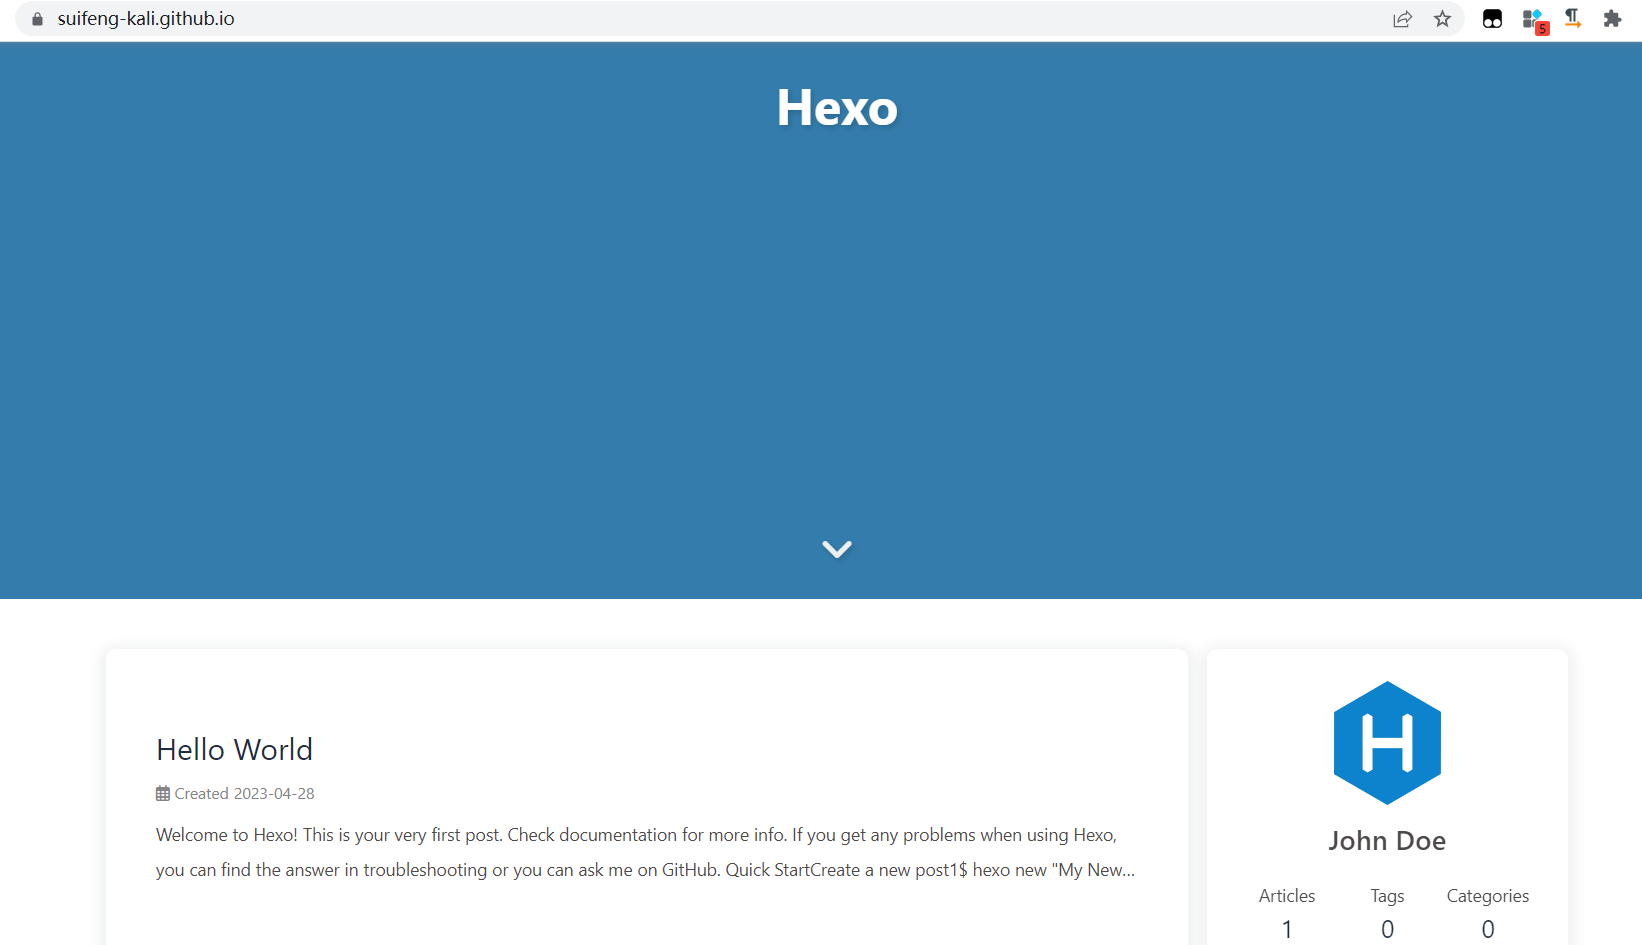 suifeng-kali.github.io
5
Hexo
Hello World
Created 2023-04-28
Welcome to Hexo! This is your very first post. Check documentation for more info. If you get any problems when using Hexo,
you can find the answer in troubleshooting or you can ask me on GitHub. Quick StartCreate a new post1$ hexo new "My New...
H
John Doe
Articles Tags Categories
1 0 0